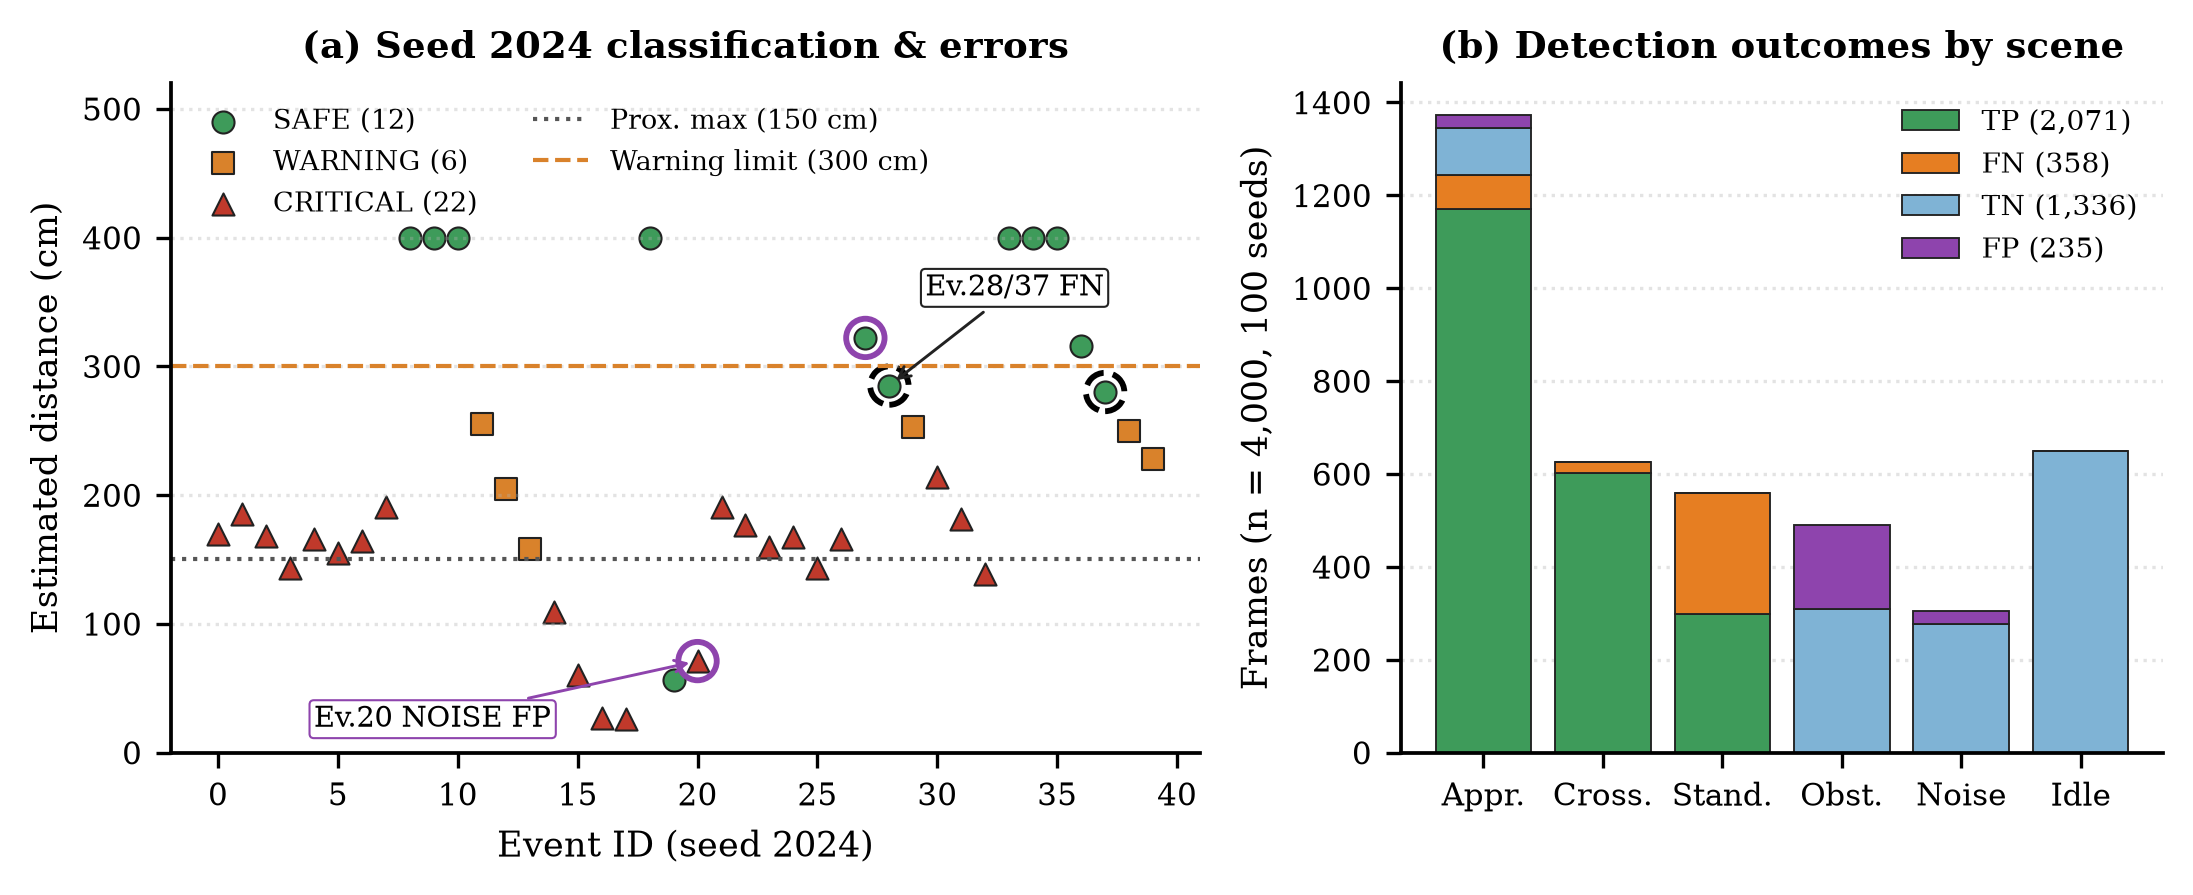 (a) Seed 2024 classification & errors
Estimated distance (cm)
500
400
300
200
100
0
SAFE (12)
WARNING (6)
CRITICAL (22)
Prox. max (150 cm)
Warning limit (300 cm)
Ev.28/37 FN
Ev.20 NOISE FP
0 5 10 15 20 25 30 35 40
Event ID (seed 2024)
(b) Detection outcomes by scene
Frames (n = 4,000, 100 seeds)
1400
1200
1000
800
600
400
200
0
TP (2,071)
FN (358)
TN (1,336)
FP (235)
Appr. Cross. Stand. Obst. Noise Idle